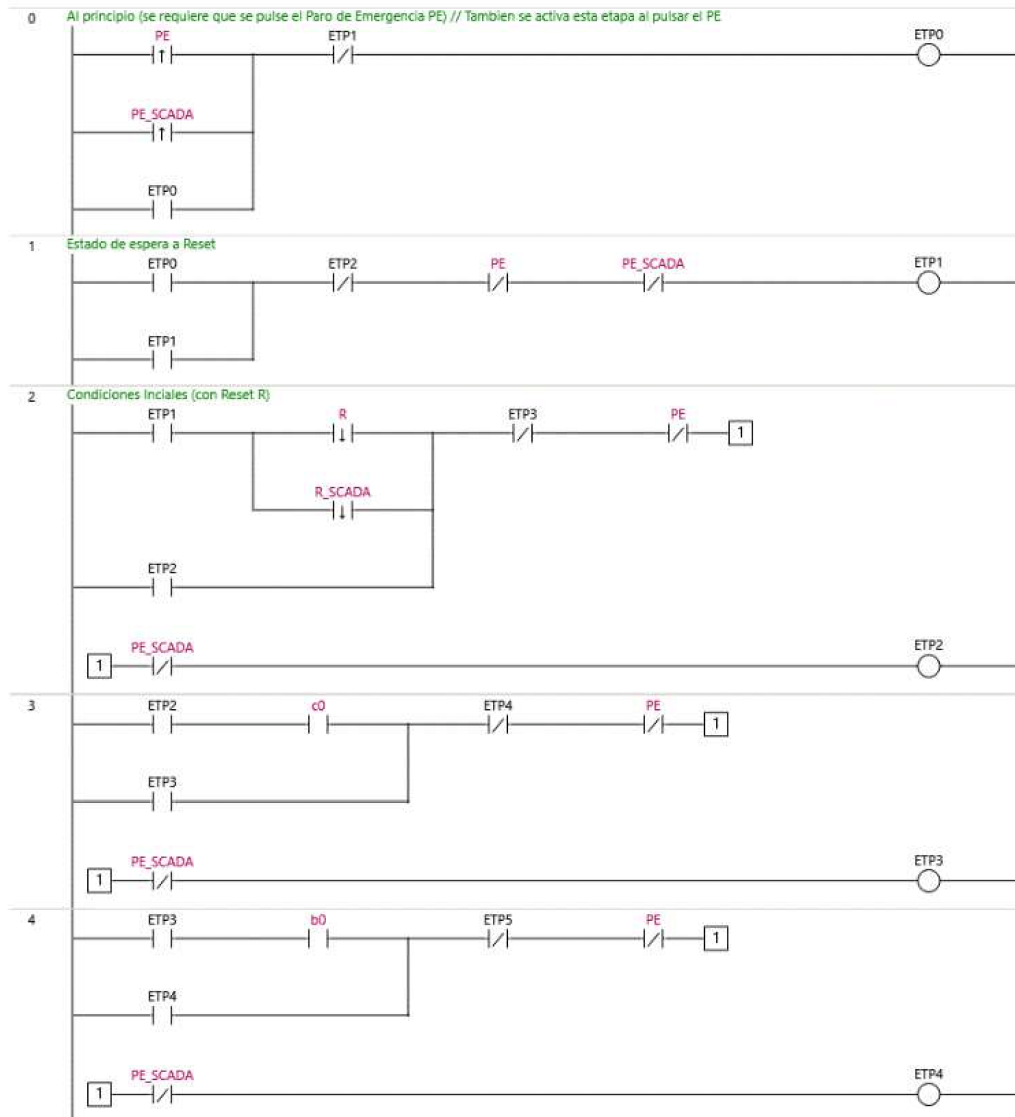 0 Al principio (se requiere que se pulse el Paro de Emergencia PE) // Tambien se activa esta etapa al pulsar el PE
PE ETP1 ETP0
PE_SCADA
ETP0
1 Estado de espera a Reset
ETP0 ETP2 PE PE_SCADA ETP1
ETP1
2 Condiciones Inciales (con Reset R)
ETP1 R ETP3 PE
1
R_SCADA
ETP2
PE_SCADA ETP2
1
3 ETP2 c0 ETP4 PE
1
ETP3
PE_SCADA ETP3
1
4 ETP3 b0 ETP5 PE
1
ETP4
PE_SCADA ETP4
1